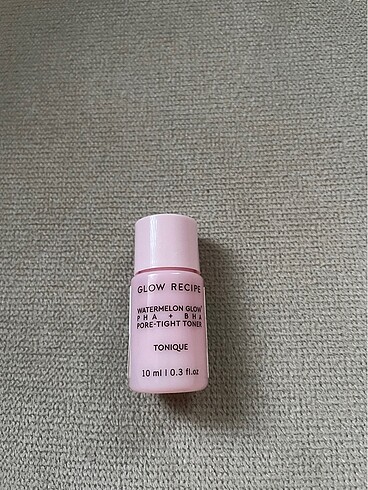 GLOW RECIPE
WATERMELON GLOW
PHA + BHA
PORE-TIGHT TONER
TONIQUE
10 ml | 0.3 fl.oz